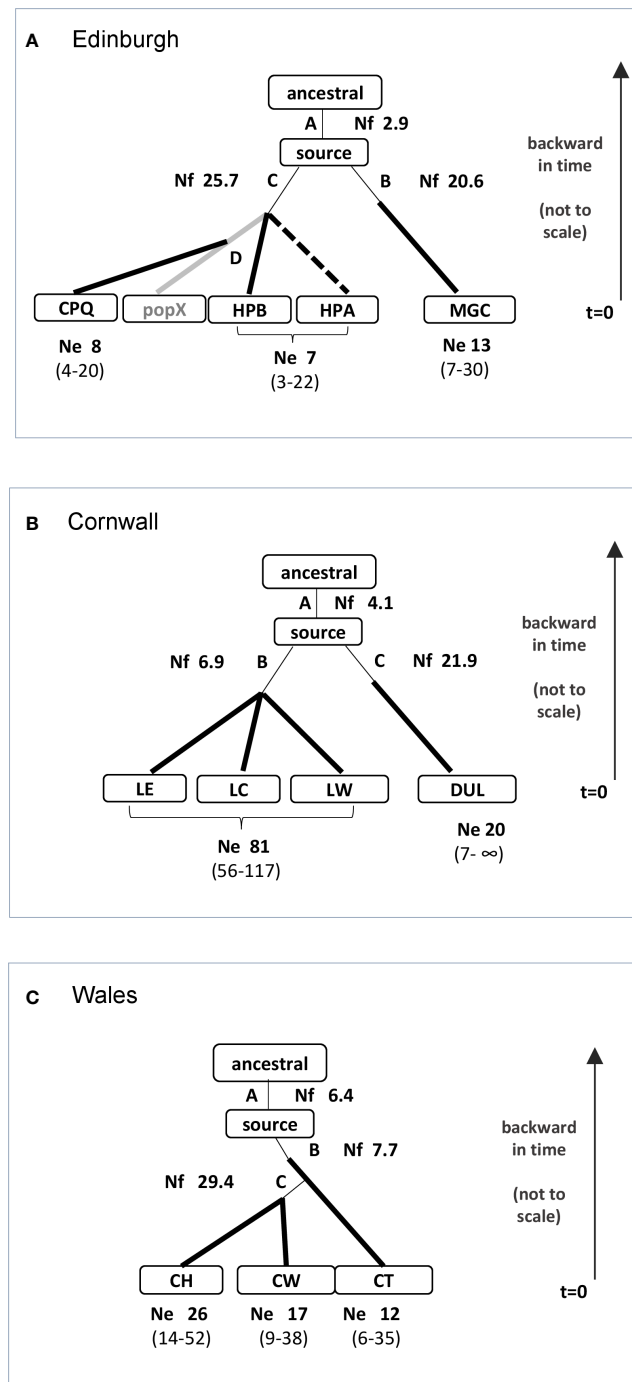 A Edinburgh
ancestral
A Nf 2.9
source
backward
in time
(not to
scale)
Nf 25.7 C
B Nf 20.6
D
CPQ popX HPB HPA MGC
t=0
Ne 8
(4-20)
Ne 7
(3-22)
Ne 13
(7-30)
B Cornwall
ancestral
A Nf 4.1
source
backward
in time
(not to
scale)
Nf 6.9 B
C Nf 21.9
LE LC LW DUL
t=0
Ne 81
(56-117)
Ne 20
(7- ∞)
C Wales
ancestral
A Nf 6.4
source
B Nf 7.7
backward
in time
(not to
scale)
Nf 29.4 C
CH CW CT
t=0
Ne 26
(14-52)
Ne 17
(9-38)
Ne 12
(6-35)